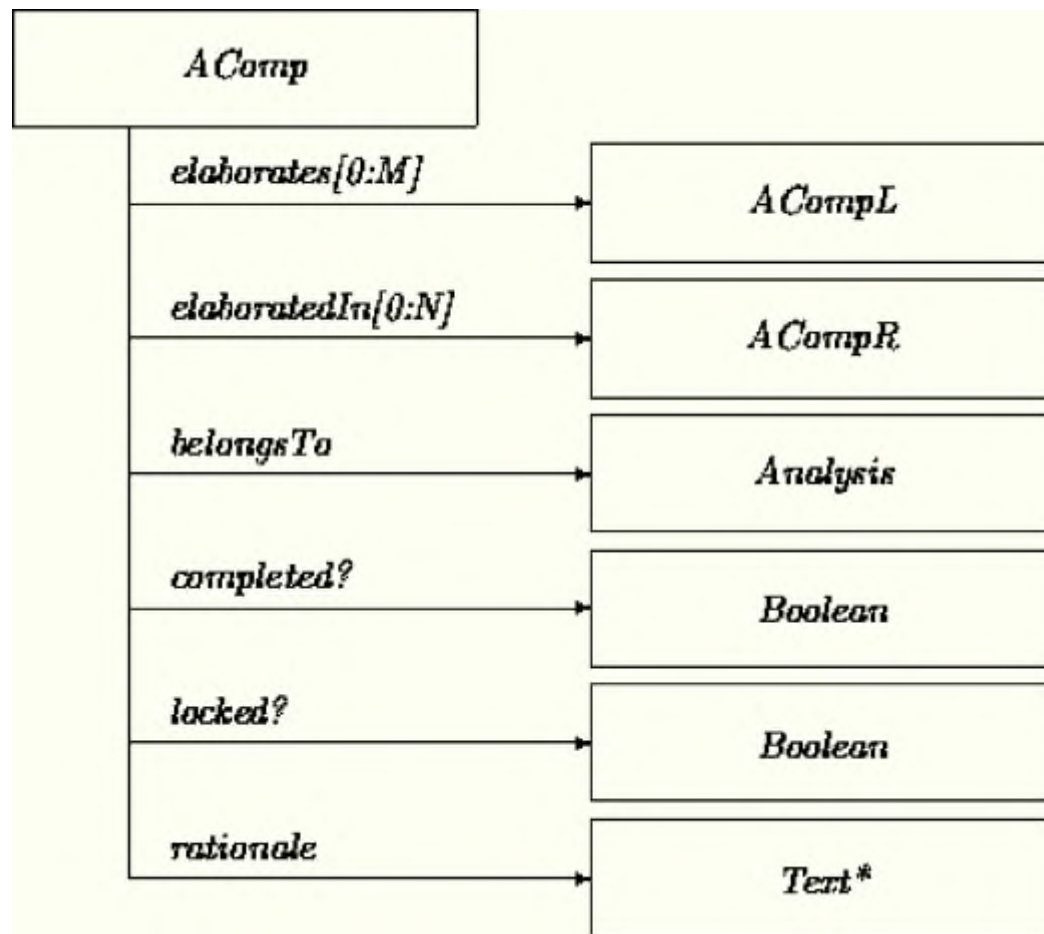 AComp
elaborates[0:M]
ACompL
elaboratedIn[0:N]
ACompR
belongsTo
Analysis
completed?
Boolean
locked?
Boolean
rationale
Text*